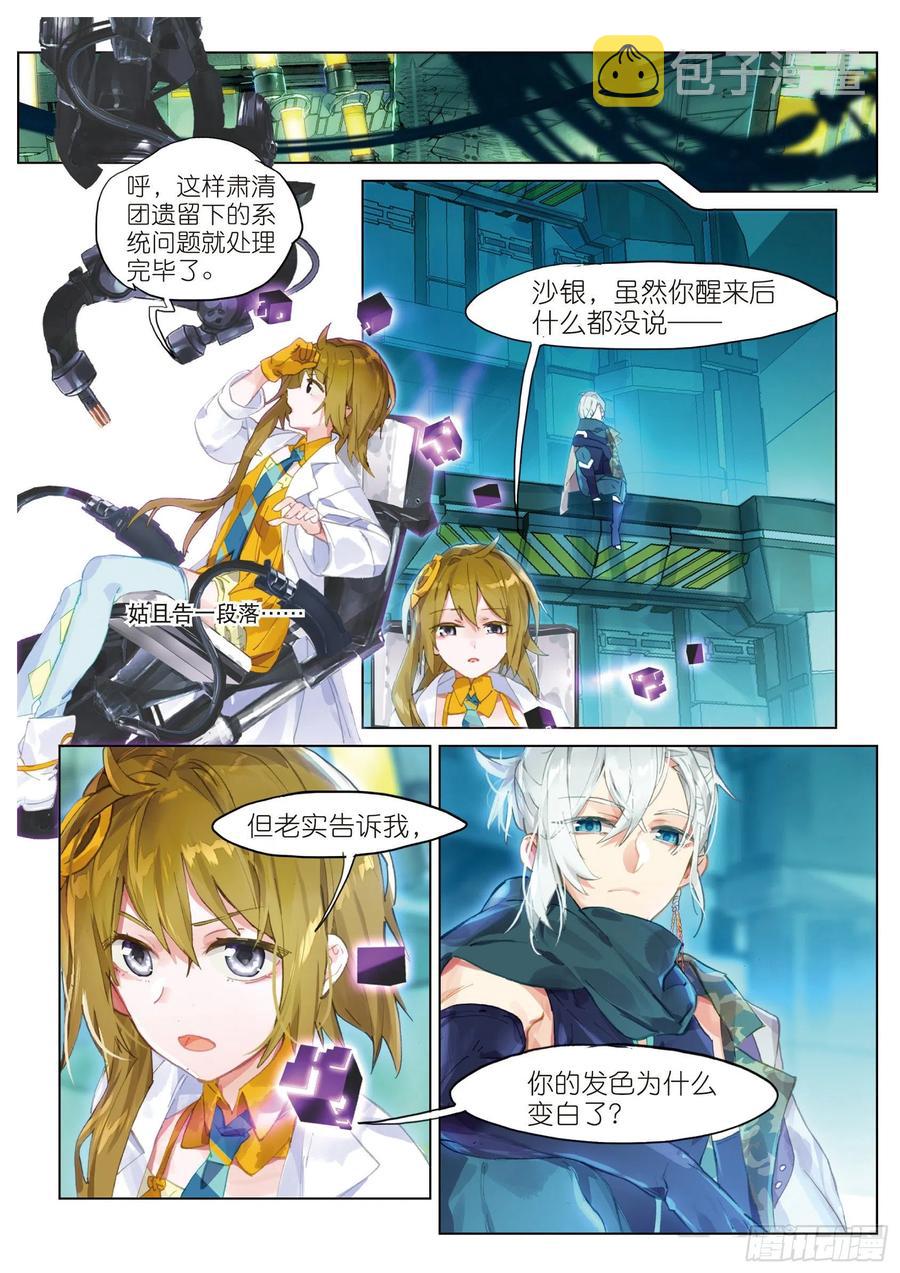 包子漫畫
呼，这样肃清
团遗留下的系
统问题就处理
完毕了。
沙银，虽然你醒来后
什么都没说——
姑且告一段落……
但老实告诉我，
你的发色为什么
变白了？
腾讯动漫